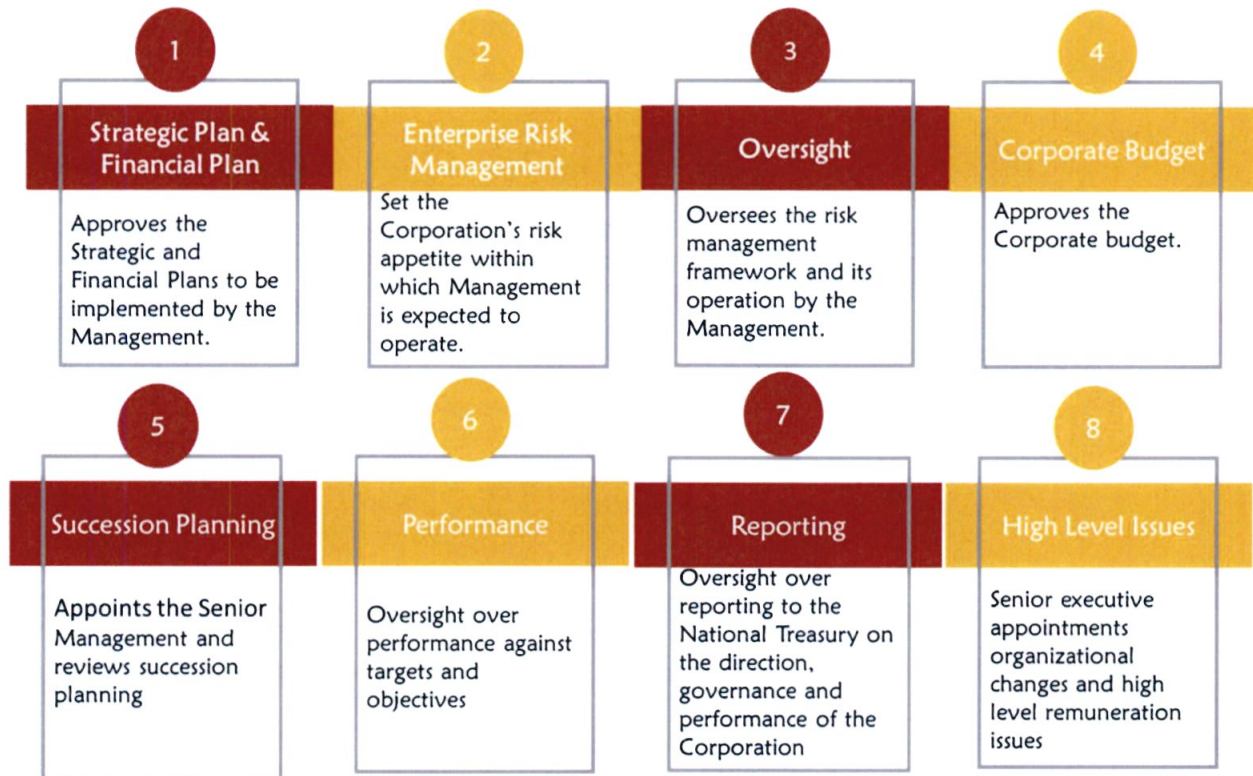 1
Strategic Plan &
Financial Plan
Approves the
Strategic and
Financial Plans to be
implemented by the
Management.
2
Enterprise Risk
Management
Set the
Corporation's risk
appetite within
which Management
is expected to
operate.
3
Oversight
Oversees the risk
management
framework and its
operation by the
Management.
4
Corporate Budget
Approves the
Corporate budget.
5
Succession Planning
Appoints the Senior
Management and
reviews succession
planning
6
Performance
Oversight over
performance against
targets and
objectives
7
Reporting
Oversight over
reporting to the
National Treasury on
the direction,
governance and
performance of the
Corporation
8
High Level Issues
Senior executive
appointments
organizational
changes and high
level remuneration
issues